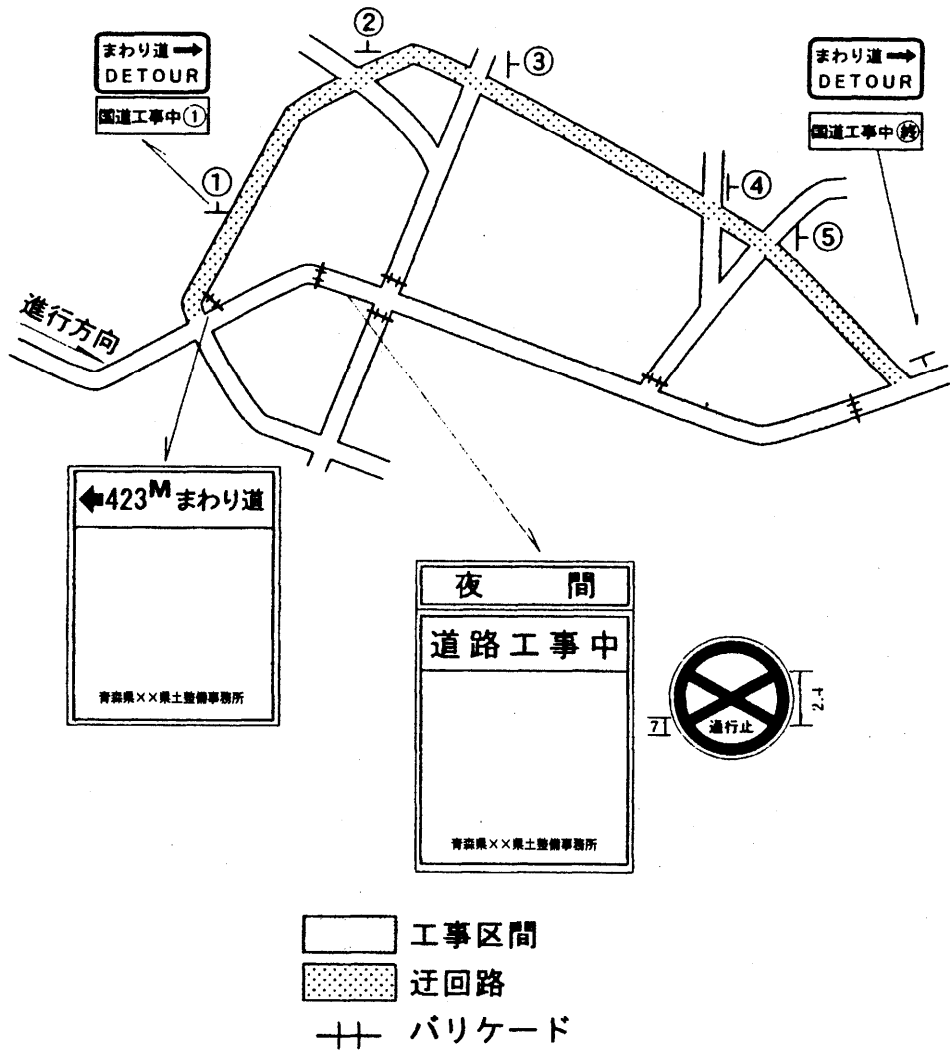 ②
③
まわり道 ➡
DETOUR
国道工事中①
まわり道 ➡
DETOUR
国道工事中㊡
①
④
⑤
進行方向
⬅423M まわり道
青森県××県土整備事務所
夜 間
道路工事中
青森県××県土整備事務所
通行止
7
2.4
工事区間
迂回路
バリケード